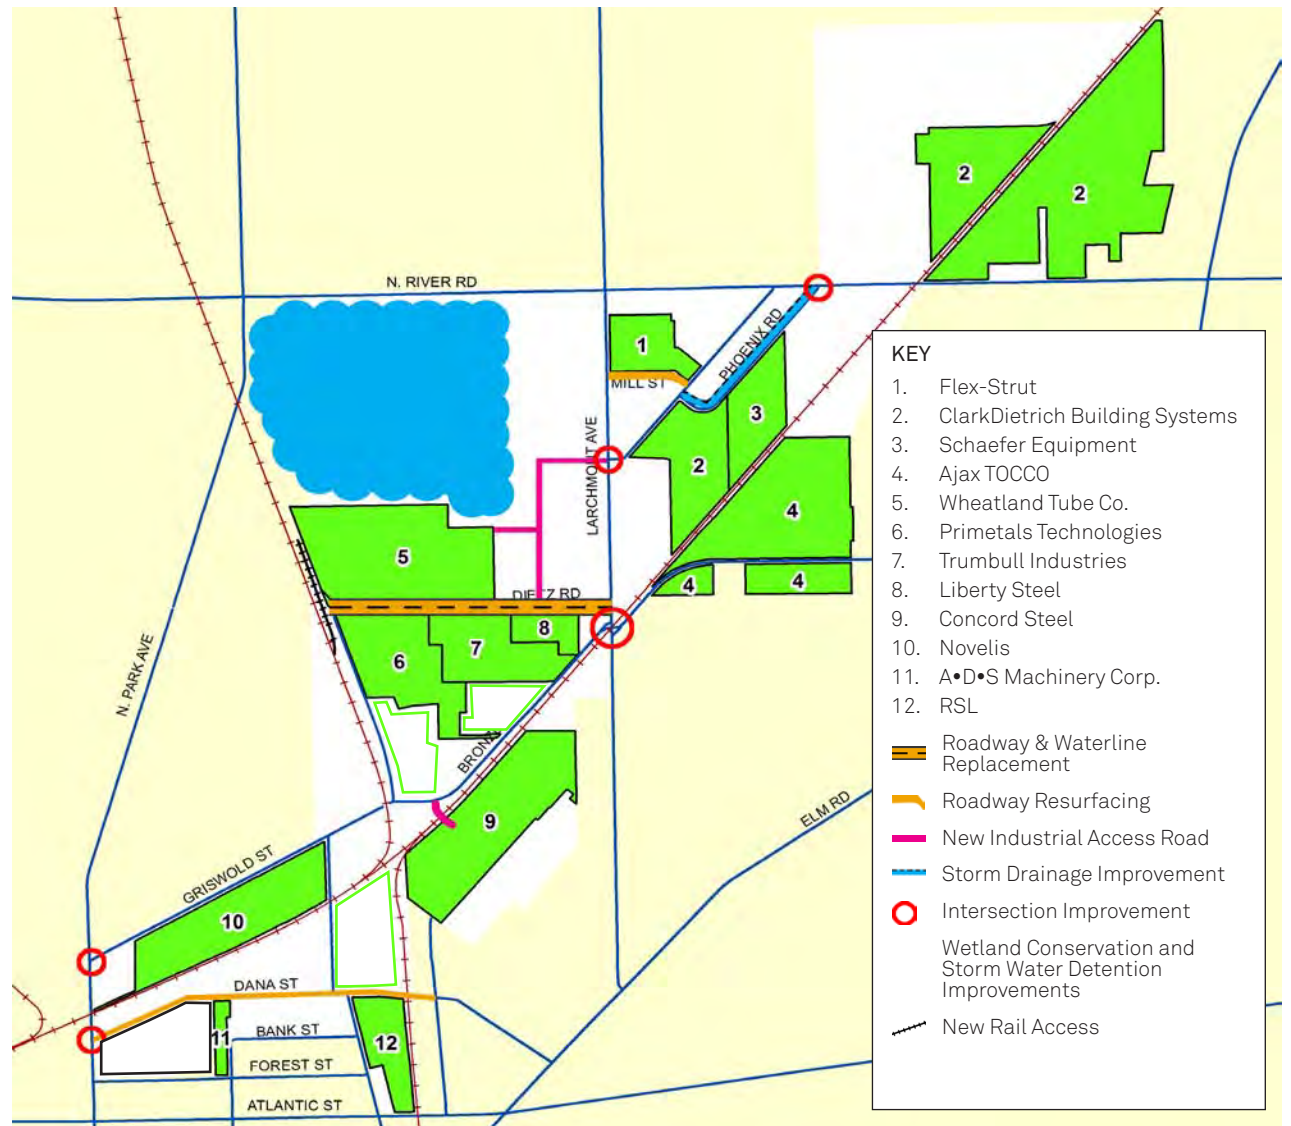 N. RIVER RD
PHOENIX RD
MILL ST
LARCHMONT AVE
DIETZ RD
N. PARK AVE
ELM RD
GRISWOLD ST
DANA ST
BANK ST
FOREST ST
ATLANTIC ST
1
2
2
3
2
4
4
4
5
6
7
8
9
10
11
12
KEY
1. Flex-Strut
2. ClarkDietrich Building Systems
3. Schaefer Equipment
4. Ajax TOCCO
5. Wheatland Tube Co.
6. Primetals Technologies
7. Trumbull Industries
8. Liberty Steel
9. Concord Steel
10. Novelis
11. A•D•S Machinery Corp.
12. RSL
Roadway & Waterline
Replacement
Roadway Resurfacing
New Industrial Access Road
Storm Drainage Improvement
Intersection Improvement
Wetland Conservation and
Storm Water Detention
Improvements
New Rail Access